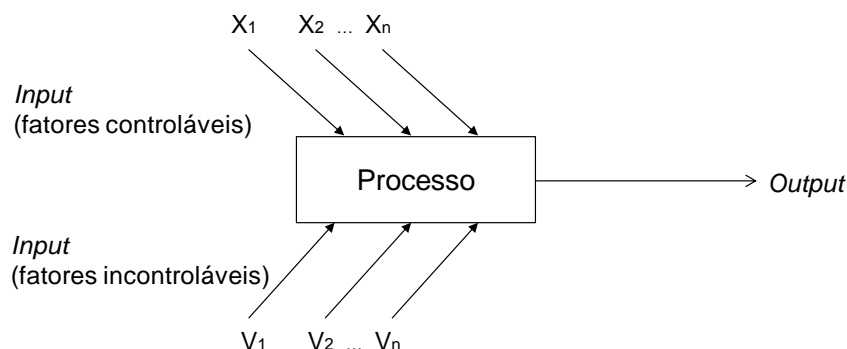 X1 X2 ... Xn
Input
(fatores controláveis)
Processo
Output
Input
(fatores incontroláveis)
V1 V2 ... Vn